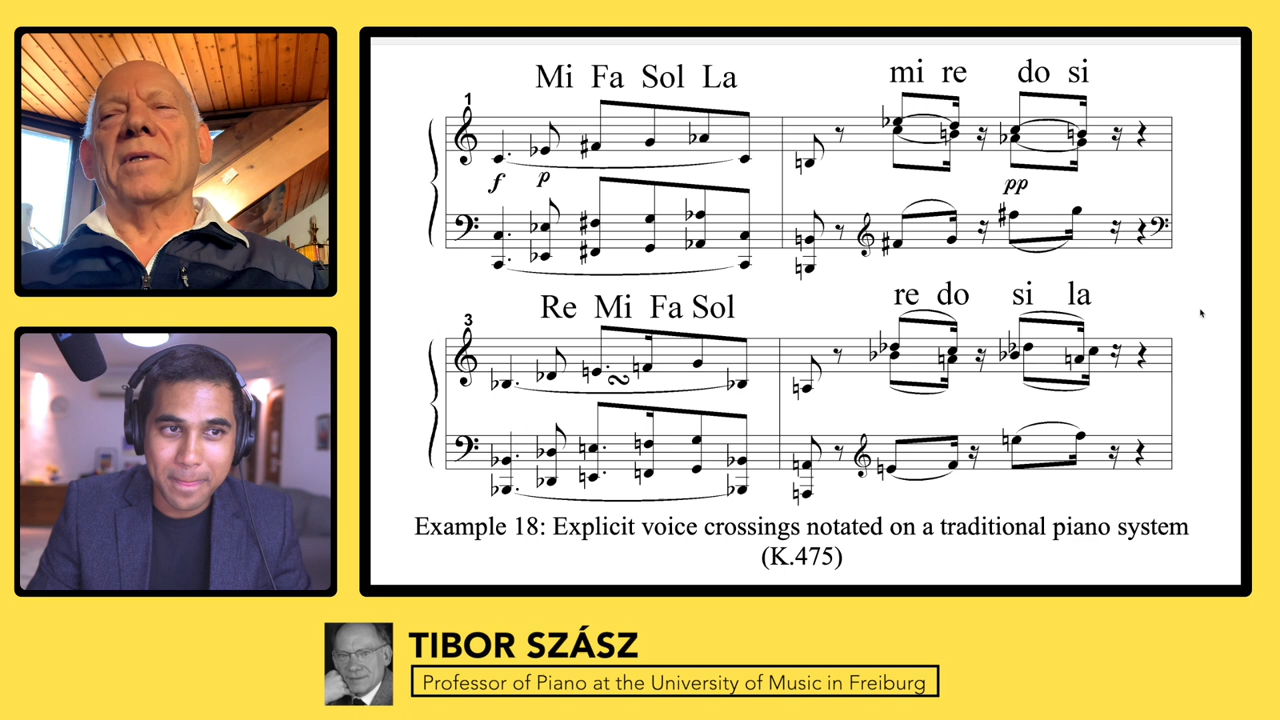 Mi Fa Sol La
mi re
do si
1
f
p
pp
Re Mi Fa Sol
re do
si la
3
Example 18: Explicit voice crossings notated on a traditional piano system
(K.475)
TIBOR SZÁSZ
Professor of Piano at the University of Music in Freiburg